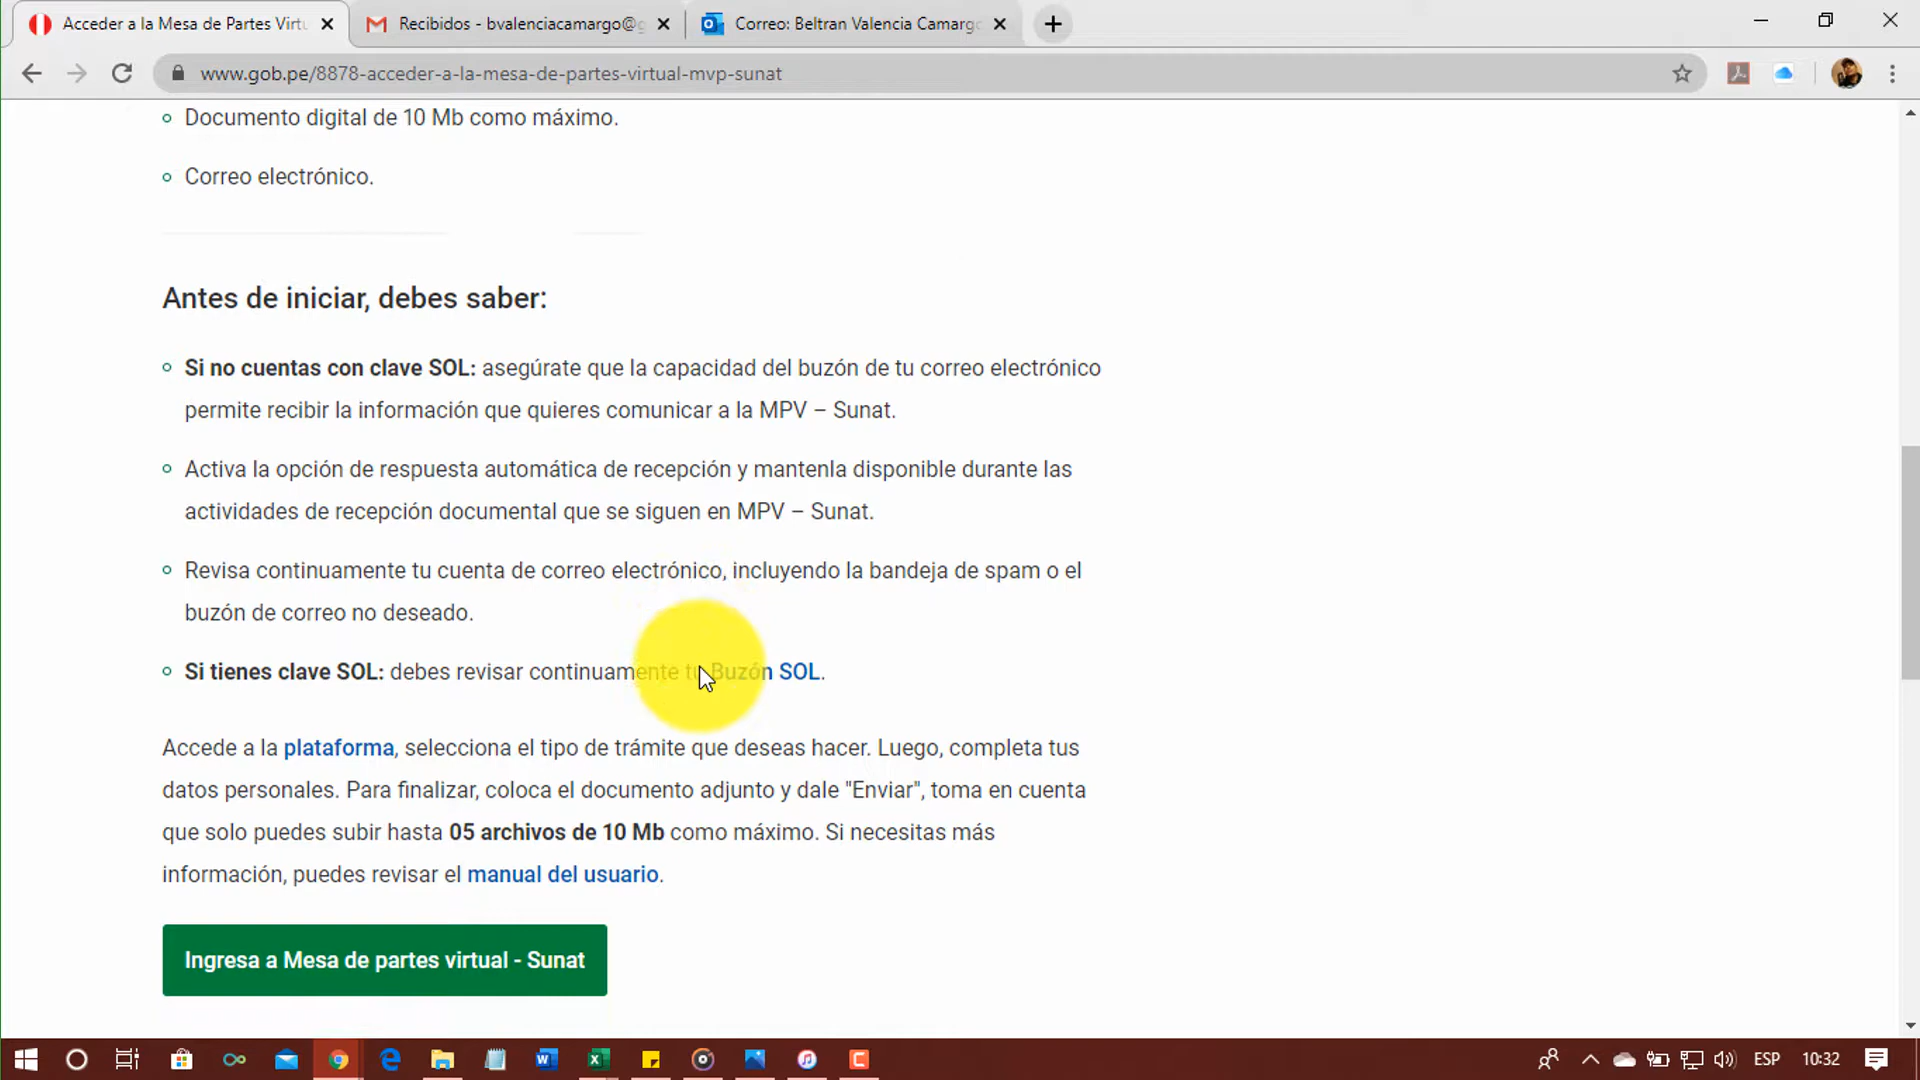 Acceder a la Mesa de Partes Virtu
Recibidos - bvalenciacamargo@g
Correo: Beltran Valencia Camargo
www.gob.pe/8878-acceder-a-la-mesa-de-partes-virtual-mvp-sunat
Documento digital de 10 Mb como máximo.
Correo electrónico.
Antes de iniciar, debes saber:
Si no cuentas con clave SOL: asegúrate que la capacidad del buzón de tu correo electrónico
permite recibir la información que quieres comunicar a la MPV – Sunat.
Activa la opción de respuesta automática de recepción y mantenla disponible durante las
actividades de recepción documental que se siguen en MPV – Sunat.
Revisa continuamente tu cuenta de correo electrónico, incluyendo la bandeja de spam o el
buzón de correo no deseado.
Si tienes clave SOL: debes revisar continuamente tu Buzón SOL.
Accede a la plataforma, selecciona el tipo de trámite que deseas hacer. Luego, completa tus
datos personales. Para finalizar, coloca el documento adjunto y dale "Enviar", toma en cuenta
que solo puedes subir hasta 05 archivos de 10 Mb como máximo. Si necesitas más
información, puedes revisar el manual del usuario.
Ingresa a Mesa de partes virtual - Sunat
ESP 10:32